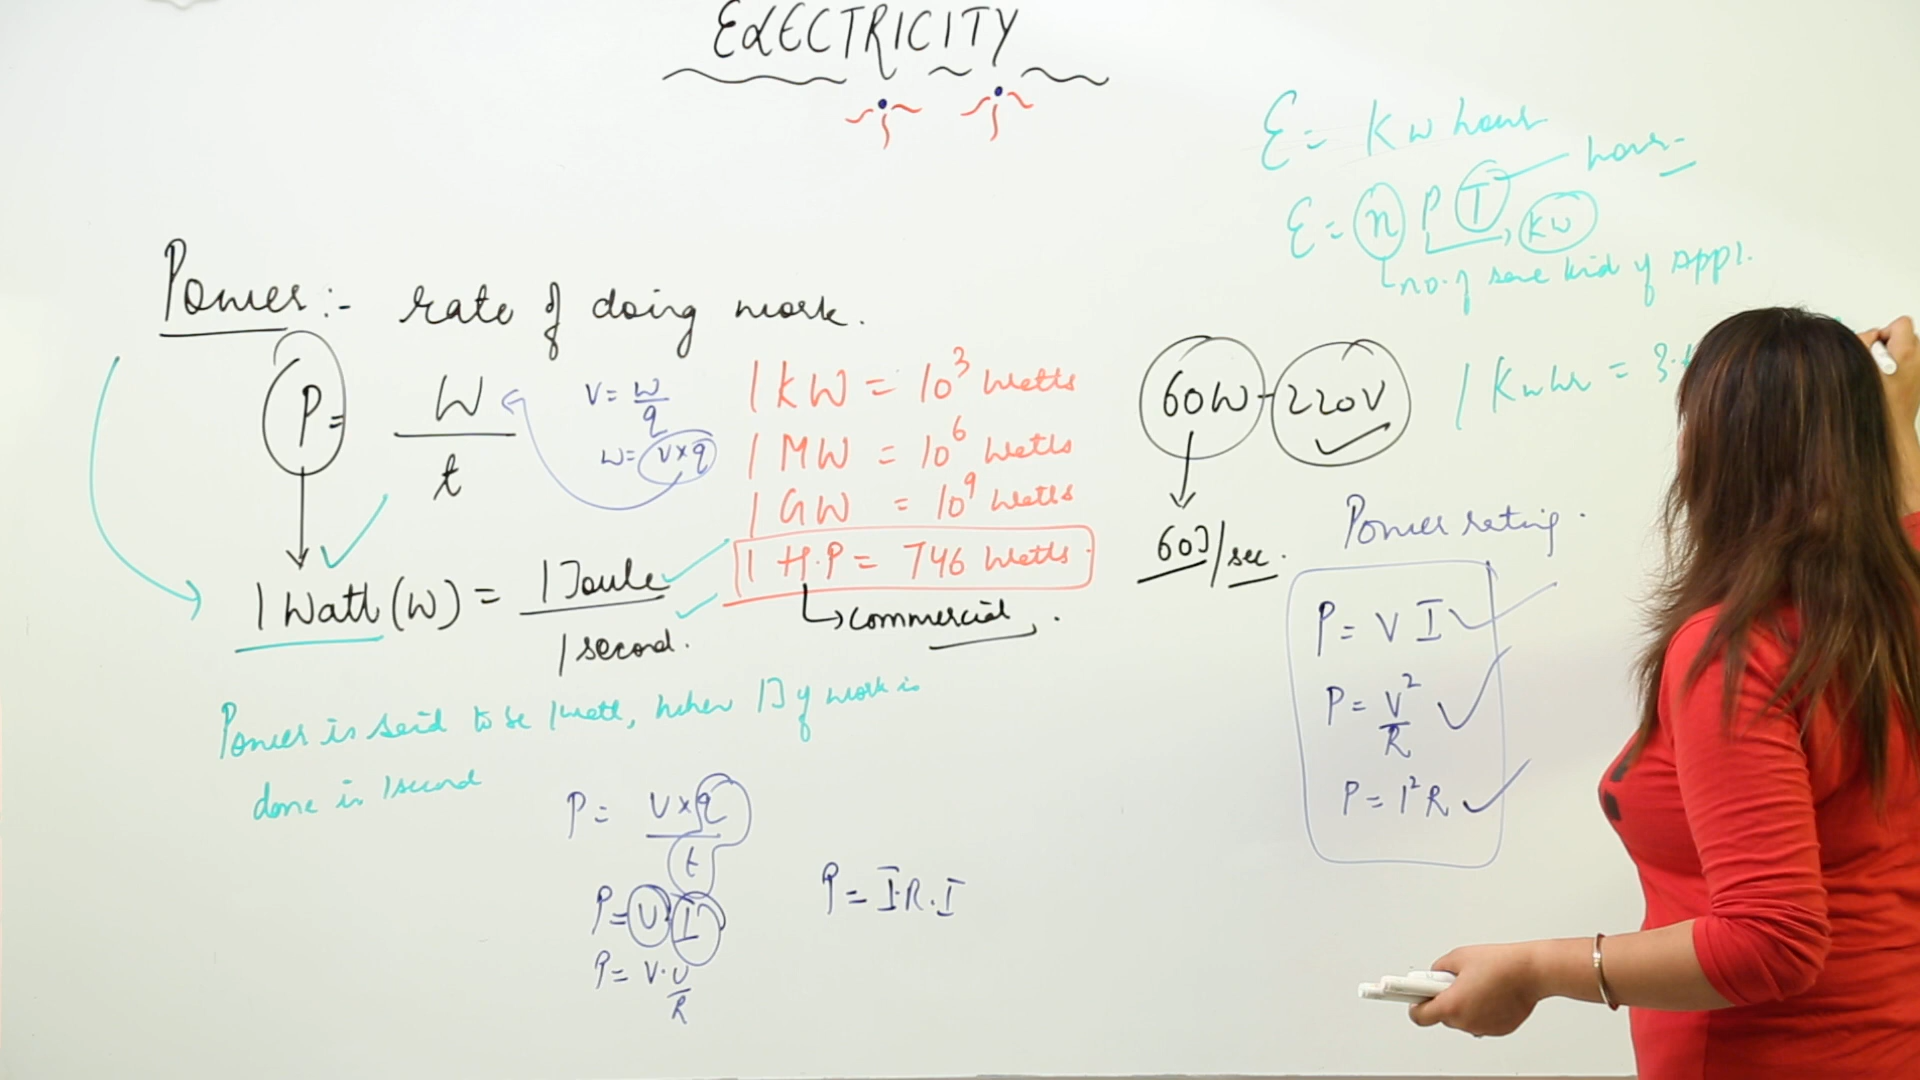 ELECTRICITY
E = Kw hour
hours
E = n P T, kw
no. of same kind of Appl.
Power :- rate of doing work.
P = W / t
V = w / q
w = v × q
1 KW = 10³ Watts
1 MW = 10⁶ Watts
1 GW = 10⁹ Watts
1 H.P = 746 Watts
commercial
60W - 220V
60J/sec.
1 Kwhr = 3.
1 Watt (W) = 1 Joule / 1 second.
Power is said to be 1 watt, when 1J of work is
done in 1 second
P = V × q / t
P = V I
P = V · V / R
P = I·R·I
Power rating.
P = V I
P = V² / R
P = I² R